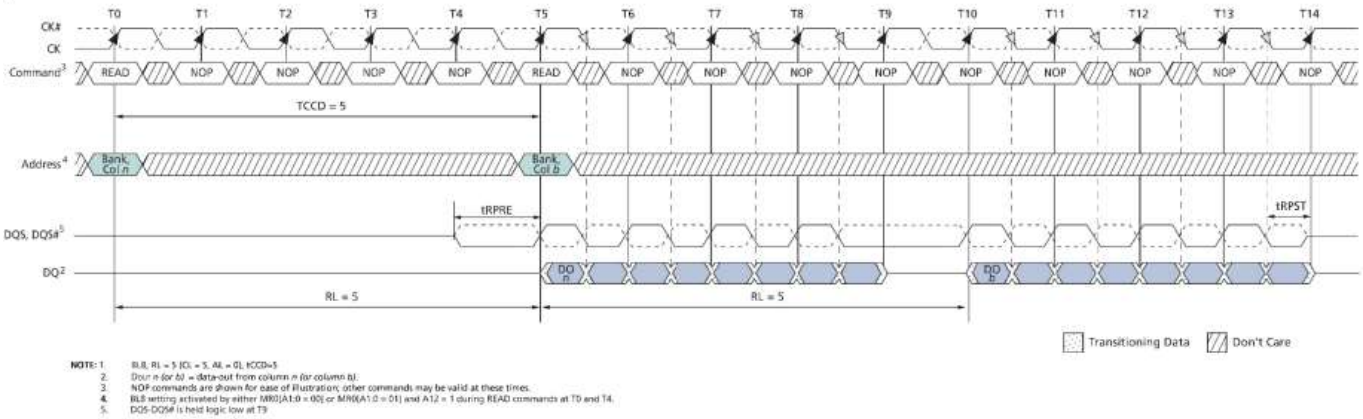 T0 T1 T2 T3 T4 T5 T6 T7 T8 T9 T10 T11 T12 T13 T14
CK#
CK
Command3 READ NOP NOP NOP NOP READ NOP NOP NOP NOP NOP NOP NOP NOP NOP
TCCD = 5
Address4 Bank, Col n Bank, Col b
tRPRE tRPST
DQS, DQS#5
DQ2 DO n DO b
RL = 5 RL = 5
Transitioning Data Don't Care
NOTE: 1. BL8, RL = 5 (CL = 5, AL = 0), tCCD=5
2. Dout n (or b) = data-out from column n (or column b).
3. NOP commands are shown for ease of illustration; other commands may be valid at these times.
4. BL8 setting activated by either MR0[A1:0 = 00] or MR0[A1:0 = 01] and A12 = 1 during READ commands at T0 and T4.
5. DQS-DQS# is held logic low at T9